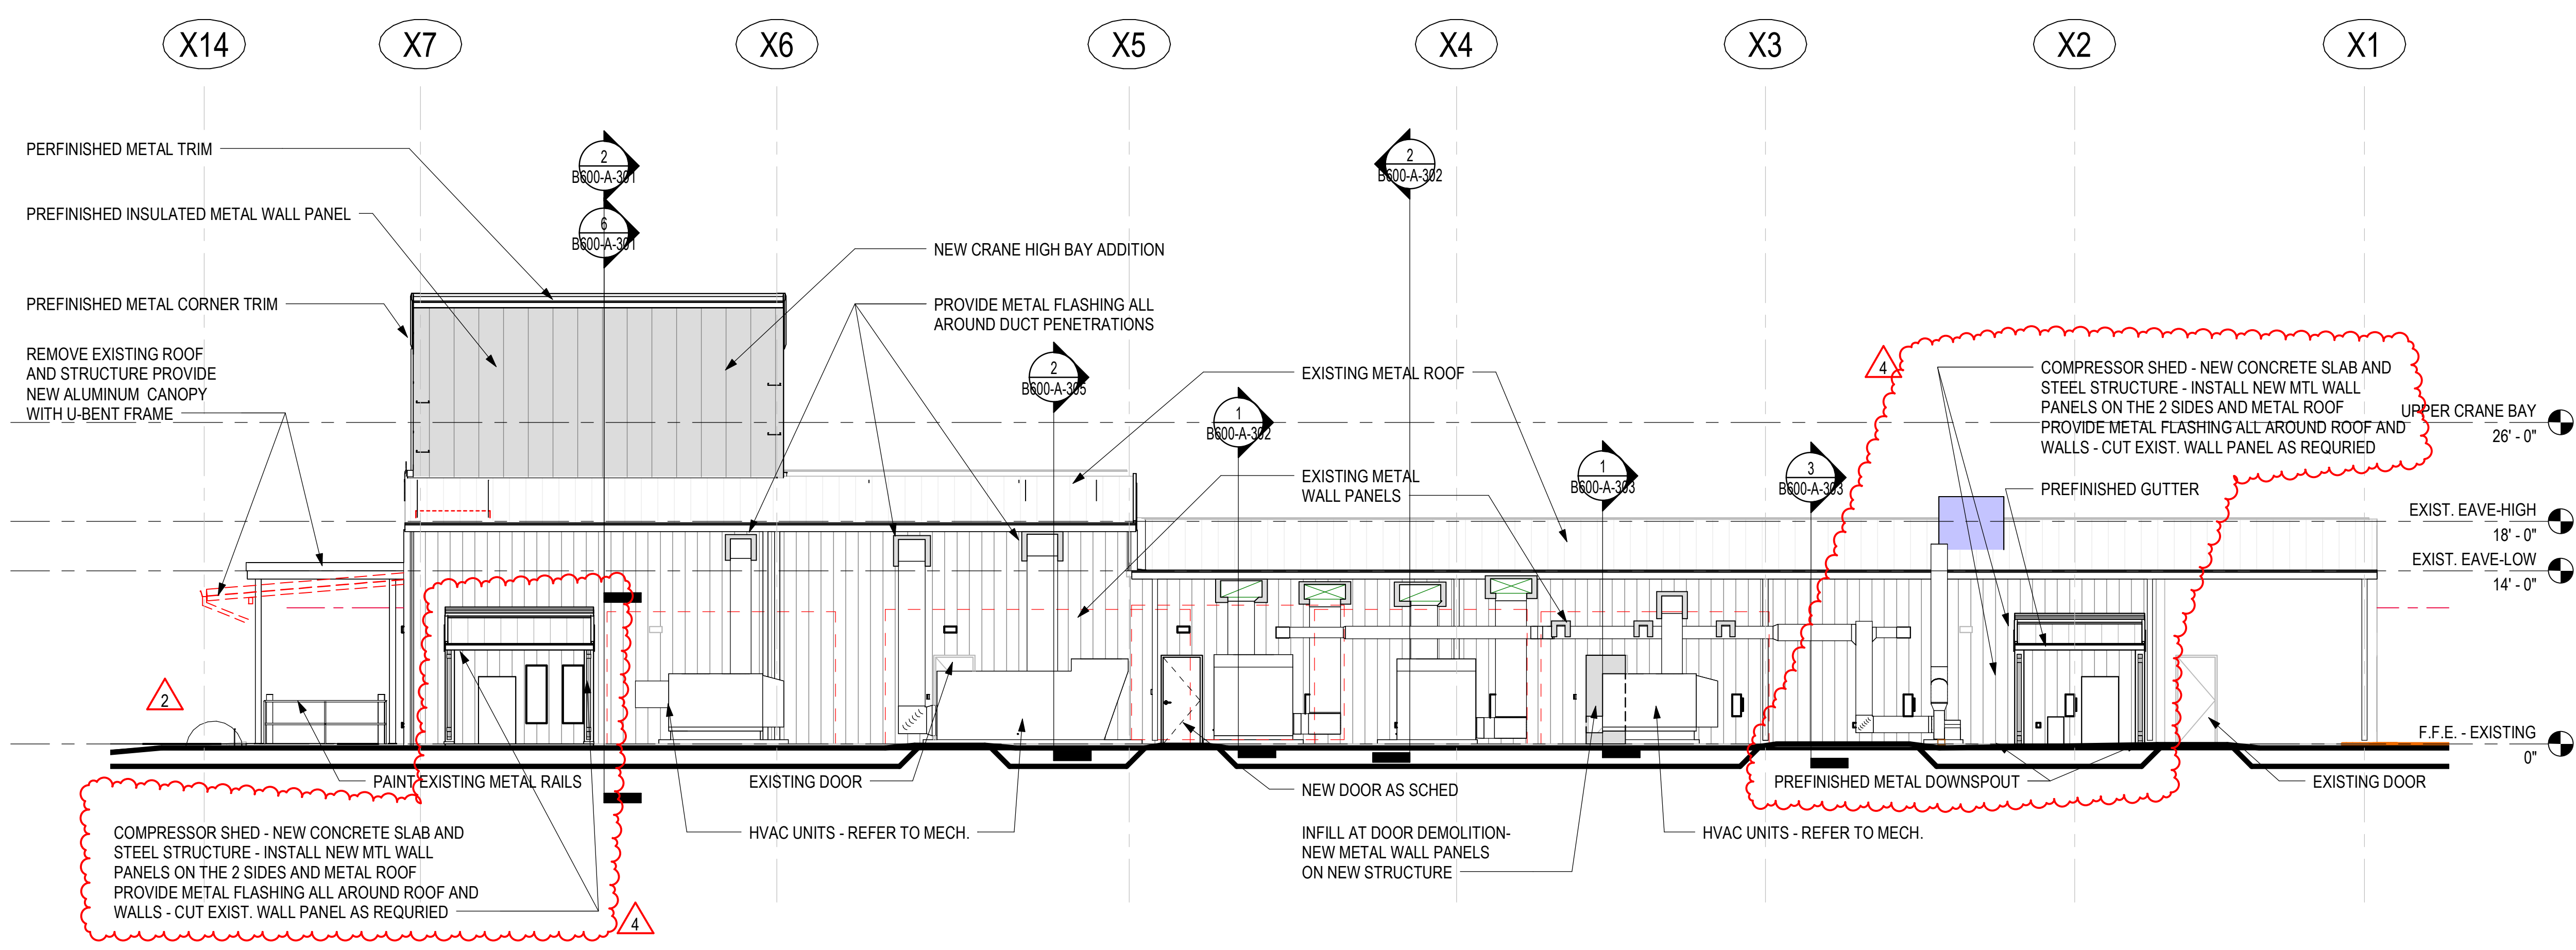 X14 X7 X6 X5 X4 X3 X2 X1
PERFINISHED METAL TRIM
PREFINISHED INSULATED METAL WALL PANEL
PREFINISHED METAL CORNER TRIM
REMOVE EXISTING ROOF
AND STRUCTURE PROVIDE
NEW ALUMINUM CANOPY
WITH U-BENT FRAME
2
B600-A-301
6
B600-A-301
NEW CRANE HIGH BAY ADDITION
PROVIDE METAL FLASHING ALL
AROUND DUCT PENETRATIONS
2
B600-A-305
1
B600-A-302
2
B600-A-302
EXISTING METAL ROOF
EXISTING METAL
WALL PANELS
1
B600-A-303
3
B600-A-303
4
COMPRESSOR SHED - NEW CONCRETE SLAB AND
STEEL STRUCTURE - INSTALL NEW MTL WALL
PANELS ON THE 2 SIDES AND METAL ROOF
PROVIDE METAL FLASHING ALL AROUND ROOF AND
WALLS - CUT EXIST. WALL PANEL AS REQURIED
PREFINISHED GUTTER
UPPER CRANE BAY
26' - 0"
EXIST. EAVE-HIGH
18' - 0"
EXIST. EAVE-LOW
14' - 0"
F.F.E. - EXISTING
0"
2
PAINT EXISTING METAL RAILS
EXISTING DOOR
HVAC UNITS - REFER TO MECH.
NEW DOOR AS SCHED
INFILL AT DOOR DEMOLITION-
NEW METAL WALL PANELS
ON NEW STRUCTURE
HVAC UNITS - REFER TO MECH.
PREFINISHED METAL DOWNSPOUT
EXISTING DOOR
COMPRESSOR SHED - NEW CONCRETE SLAB AND
STEEL STRUCTURE - INSTALL NEW MTL WALL
PANELS ON THE 2 SIDES AND METAL ROOF
PROVIDE METAL FLASHING ALL AROUND ROOF AND
WALLS - CUT EXIST. WALL PANEL AS REQURIED
4